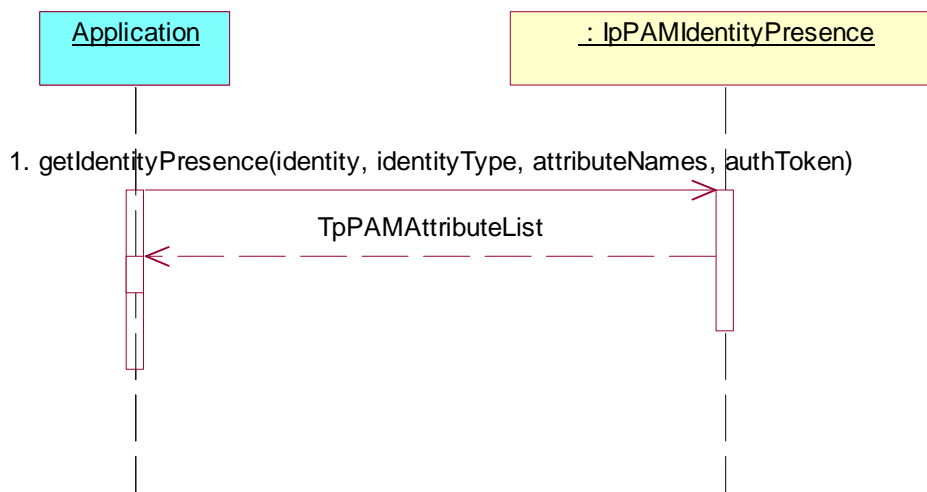 Application
: IpPAMIdentityPresence
1. getIdentityPresence(identity, identityType, attributeNames, authToken)
TpPAMAttributeList